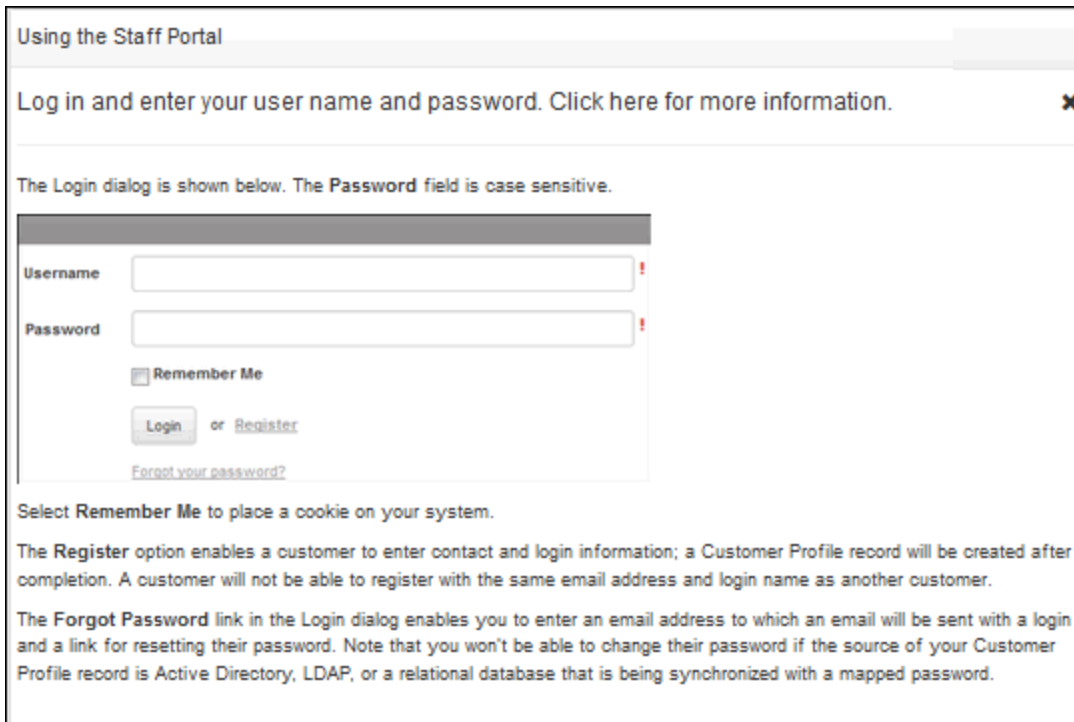 Using the Staff Portal
Log in and enter your user name and password. Click here for more information.
The Login dialog is shown below. The Password field is case sensitive.
Username
Password
Remember Me
Login or Register
Forgot your password?
Select Remember Me to place a cookie on your system.
The Register option enables a customer to enter contact and login information; a Customer Profile record will be created after
completion. A customer will not be able to register with the same email address and login name as another customer.
The Forgot Password link in the Login dialog enables you to enter an email address to which an email will be sent with a login
and a link for resetting their password. Note that you won't be able to change their password if the source of your Customer
Profile record is Active Directory, LDAP, or a relational database that is being synchronized with a mapped password.